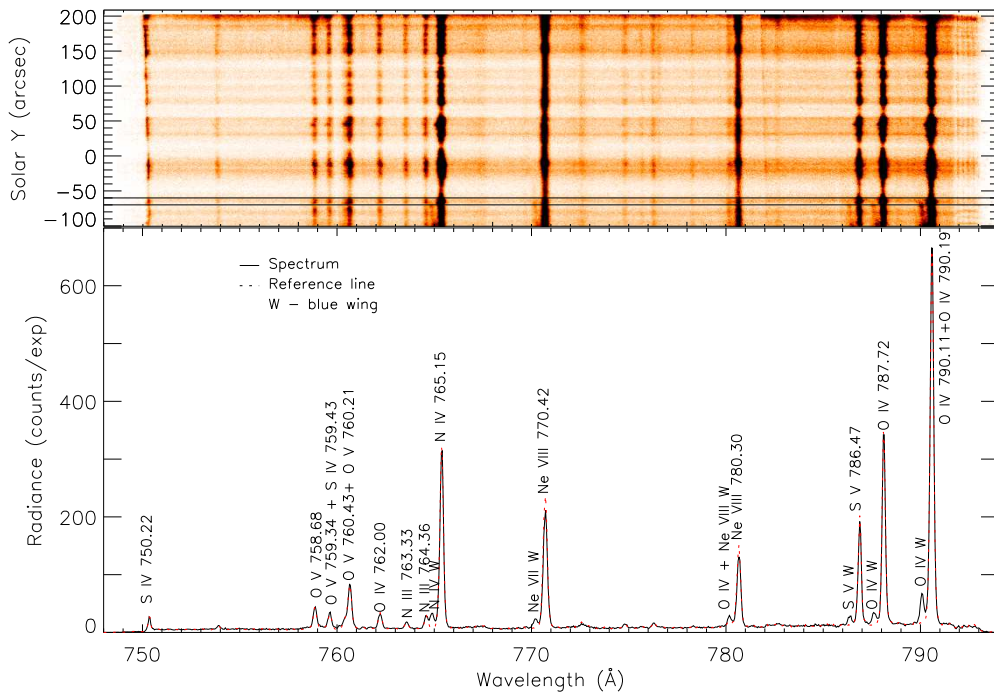 200
150
100
50
0
−50
−100
Solar Y (arcsec)
Spectrum
Reference line
W − blue wing
600
400
200
0
Radiance (counts/exp)
S IV 750.22
O V 758.68
O V 759.34 + S IV 759.43
O V 760.43+ O V 760.21
O IV 762.00
N III 763.33
N III 764.36
N IV W
N IV 765.15
Ne VII W
Ne VIII 770.42
O IV + Ne VIII W
Ne VIII 780.30
S V W
S V 786.47
O IV W
O IV 787.72
O IV W
O IV 790.11+O IV 790.19
750
760
770
780
790
Wavelength (Å)